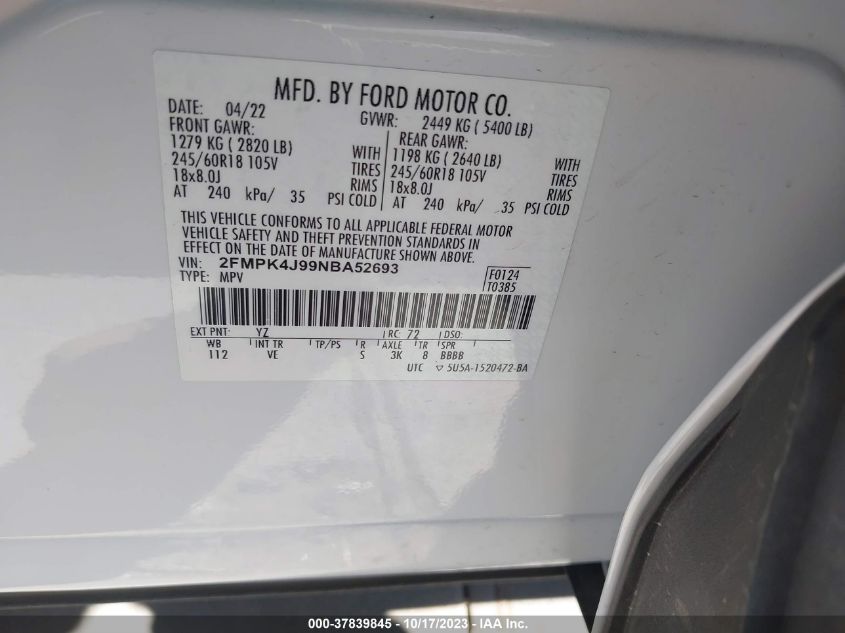 MFD. BY FORD MOTOR CO.
DATE: 04/22 GVWR: 2449 KG ( 5400 LB)
FRONT GAWR: REAR GAWR:
1279 KG ( 2820 LB) WITH 1198 KG ( 2640 LB) WITH
245/60R18 105V TIRES 245/60R18 105V TIRES
18x8.0J RIMS 18x8.0J RIMS
AT 240 kPa/ 35 PSI COLD AT 240 kPa/ 35 PSI COLD
THIS VEHICLE CONFORMS TO ALL APPLICABLE FEDERAL MOTOR
VEHICLE SAFETY AND THEFT PREVENTION STANDARDS IN
EFFECT ON THE DATE OF MANUFACTURE SHOWN ABOVE.
VIN: 2FMPK4J99NBA52693
TYPE: MPV
F0124
T0385
EXT PNT: YZ RC: 72 DSO:
WB INT TR TP/PS R AXLE TR SPR
112 VE S 3K 8 BBBB
UTC ▽ 5U5A-1520472-BA
000-37839845 - 10/17/2023 - IAA Inc.